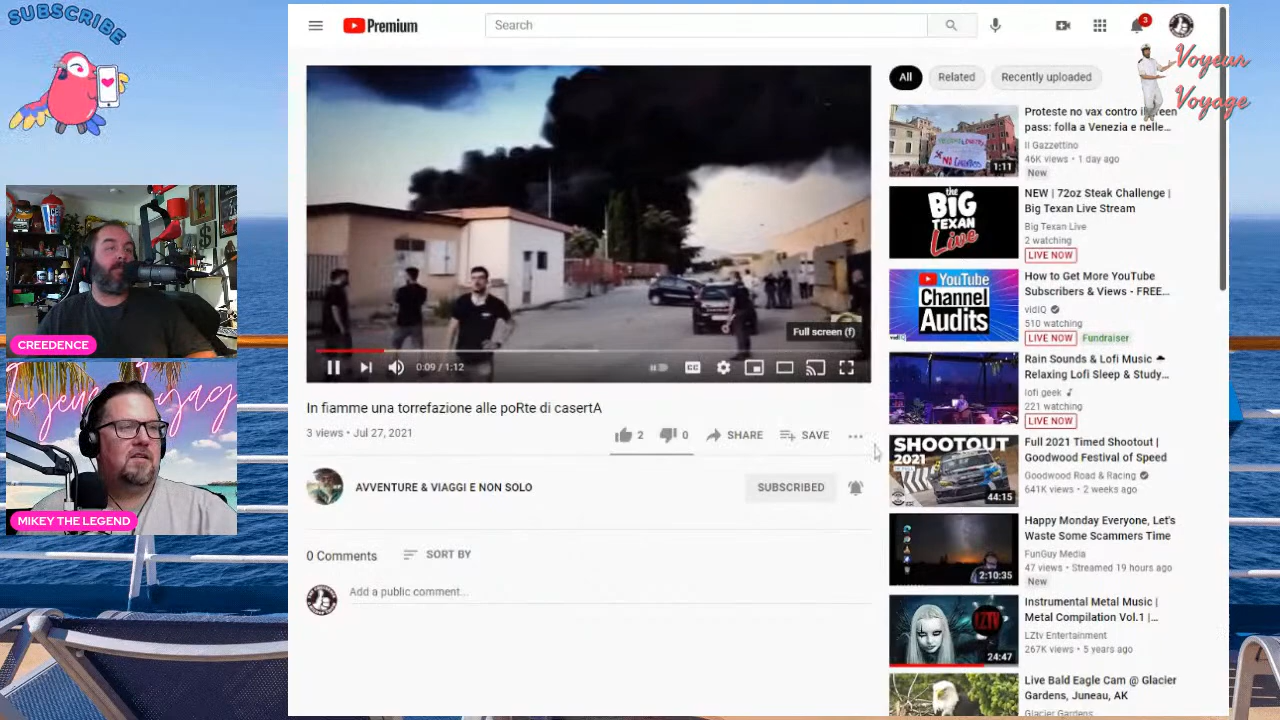 SUBSCRIBE
CREEDENCE
MIKEY THE LEGEND
Premium
Search
3
Voyeur
Voyage
Full screen (f)
0:09 / 1:12
CC
In fiamme una torrefazione alle poRte di casertA
3 views • Jul 27, 2021
2
0
SHARE
SAVE
AVVENTURE & VIAGGI E NON SOLO
SUBSCRIBED
0 Comments
SORT BY
Add a public comment...
All
Related
Recently uploaded
1:11
Proteste no vax contro il green
pass: folla a Venezia e nelle...
Il Gazzettino
46K views • 1 day ago
New
the
BIG
TEXAN
Live
NEW | 72oz Steak Challenge |
Big Texan Live Stream
Big Texan Live
2 watching
LIVE NOW
YouTube
Channel
Audits
How to Get More YouTube
Subscribers & Views - FREE...
vidIQ
510 watching
LIVE NOW
Fundraiser
Rain Sounds & Lofi Music
Relaxing Lofi Sleep & Study...
lofi geek
221 watching
LIVE NOW
SHOOTOUT
2021
44:15
Full 2021 Timed Shootout |
Goodwood Festival of Speed
Goodwood Road & Racing
641K views • 2 weeks ago
2:10:35
Happy Monday Everyone, Let's
Waste Some Scammers Time
FunGuy Media
47 views • Streamed 19 hours ago
New
LZTV
24:47
Instrumental Metal Music |
Metal Compilation Vol.1 |...
LZtv Entertainment
267K views • 5 years ago
Live Bald Eagle Cam @ Glacier
Gardens, Juneau, AK
Glacier Gardens